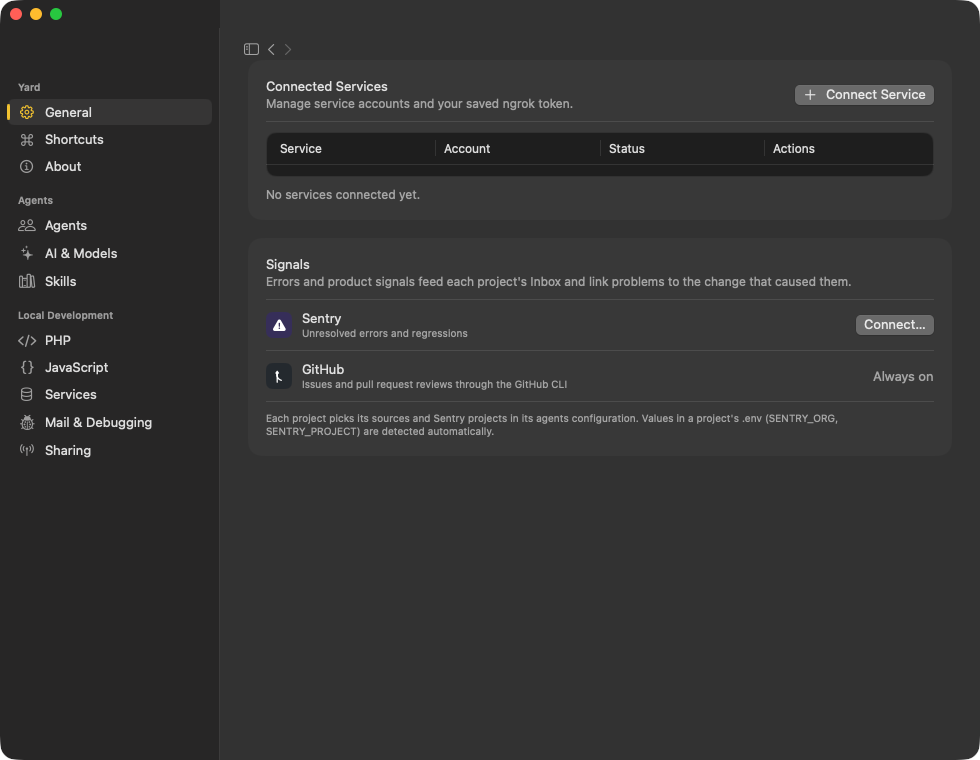 Yard
General
Shortcuts
About
Agents
Agents
AI & Models
Skills
Local Development
PHP
JavaScript
Services
Mail & Debugging
Sharing
Connected Services
Manage service accounts and your saved ngrok token.
Connect Service
Service Account Status Actions
No services connected yet.
Signals
Errors and product signals feed each project's Inbox and link problems to the change that caused them.
Sentry
Unresolved errors and regressions
Connect...
GitHub
Issues and pull request reviews through the GitHub CLI
Always on
Each project picks its sources and Sentry projects in its agents configuration. Values in a project's .env (SENTRY_ORG,
SENTRY_PROJECT) are detected automatically.